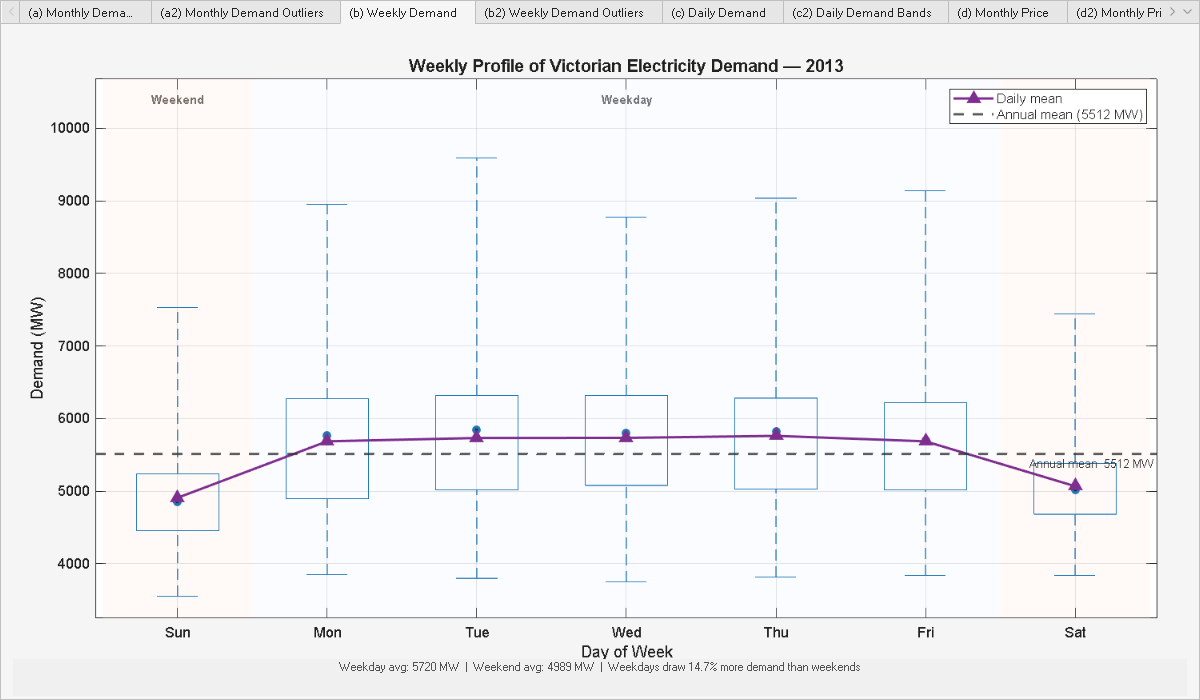 (a) Monthly Dema...
(a2) Monthly Demand Outliers
(b) Weekly Demand
(b2) Weekly Demand Outliers
(c) Daily Demand
(c2) Daily Demand Bands
(d) Monthly Price
(d2) Monthly Pri
Weekly Profile of Victorian Electricity Demand — 2013
Weekend
Weekday
Daily mean
Annual mean (5512 MW)
10000
9000
8000
7000
6000
5000
4000
Demand (MW)
Annual mean 5512 MW
Sun
Mon
Tue
Wed
Thu
Fri
Sat
Day of Week
Weekday avg: 5720 MW | Weekend avg: 4989 MW | Weekdays draw 14.7% more demand than weekends